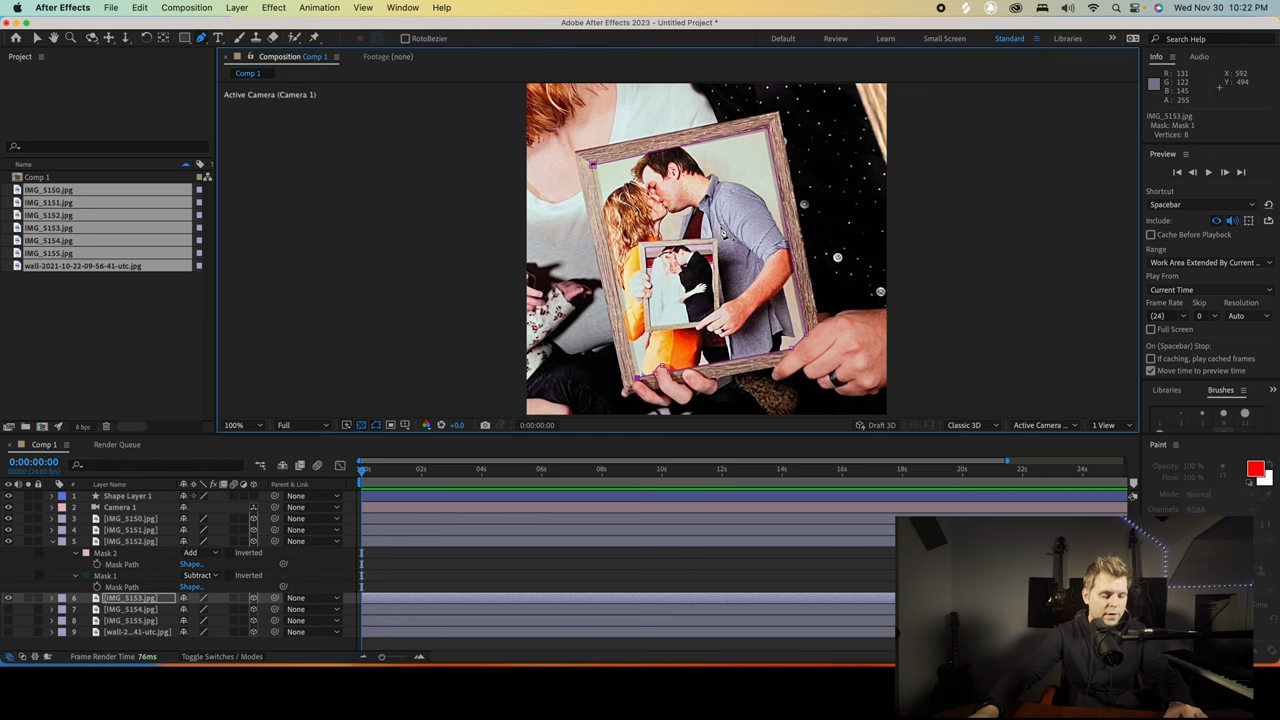 After Effects File Edit Composition Layer Effect Animation View Window Help Wed Nov 30 10:22 PM
Adobe After Effects 2023 - Untitled Project *
RotoBezier Default Review Learn Small Screen Standard Libraries Search Help
Project Composition Comp 1 Footage (none) Info Audio
Comp 1
Active Camera (Camera 1)
R: 131
G: 122
B: 145
A: 255
X: 592
Y: 494
IMG_5153.jpg
Mask: Mask 1
Vertices: 8
Name
Comp 1
IMG_5150.jpg
IMG_5151.jpg
IMG_5152.jpg
IMG_5153.jpg
IMG_5154.jpg
IMG_5155.jpg
wall-2021-10-22-09-56-41-utc.jpg
Preview
Shortcut
Spacebar
Include:
Cache Before Playback
Range
Work Area Extended By Current ...
Play From
Current Time
Frame Rate Skip Resolution
(24) 0 Auto
Full Screen
On (Spacebar) Stop:
If caching, play cached frames
Move time to preview time
Libraries Brushes
8 bpc
100% Full +0.0 0:00:00:00 Draft 3D Classic 3D Active Camera ... 1 View
Comp 1 Render Queue
0:00:00:00
00000 (24.00 fps)
# Layer Name Parent & Link
:00s 02s 04s 06s 08s 10s 12s 14s 16s 18s 20s 22s 24s
1 Shape Layer 1 None
2 Camera 1 None
3 [IMG_5150.jpg] None
4 [IMG_5151.jpg] None
5 [IMG_5152.jpg] None
Mask 2 Add Inverted
Mask Path Shape...
Mask 1 Subtract Inverted
Mask Path Shape...
6 [IMG_5153.jpg] None
7 [IMG_5154.jpg] None
8 [IMG_5155.jpg] None
9 [wall-2...41-utc.jpg] None
Frame Render Time 76ms Toggle Switches / Modes
Paint
Opacity: 100 %
Flow: 100 %
Mode: Normal
Channels: RGBA